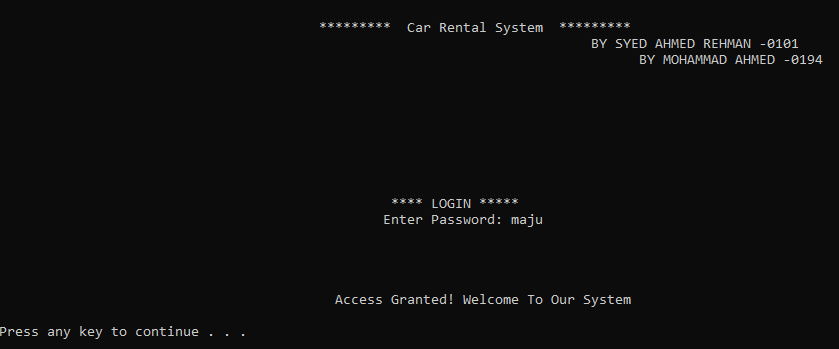 ********* Car Rental System *********
BY SYED AHMED REHMAN -0101
BY MOHAMMAD AHMED -0194
**** LOGIN *****
Enter Password: maju
Access Granted! Welcome To Our System
Press any key to continue . . .